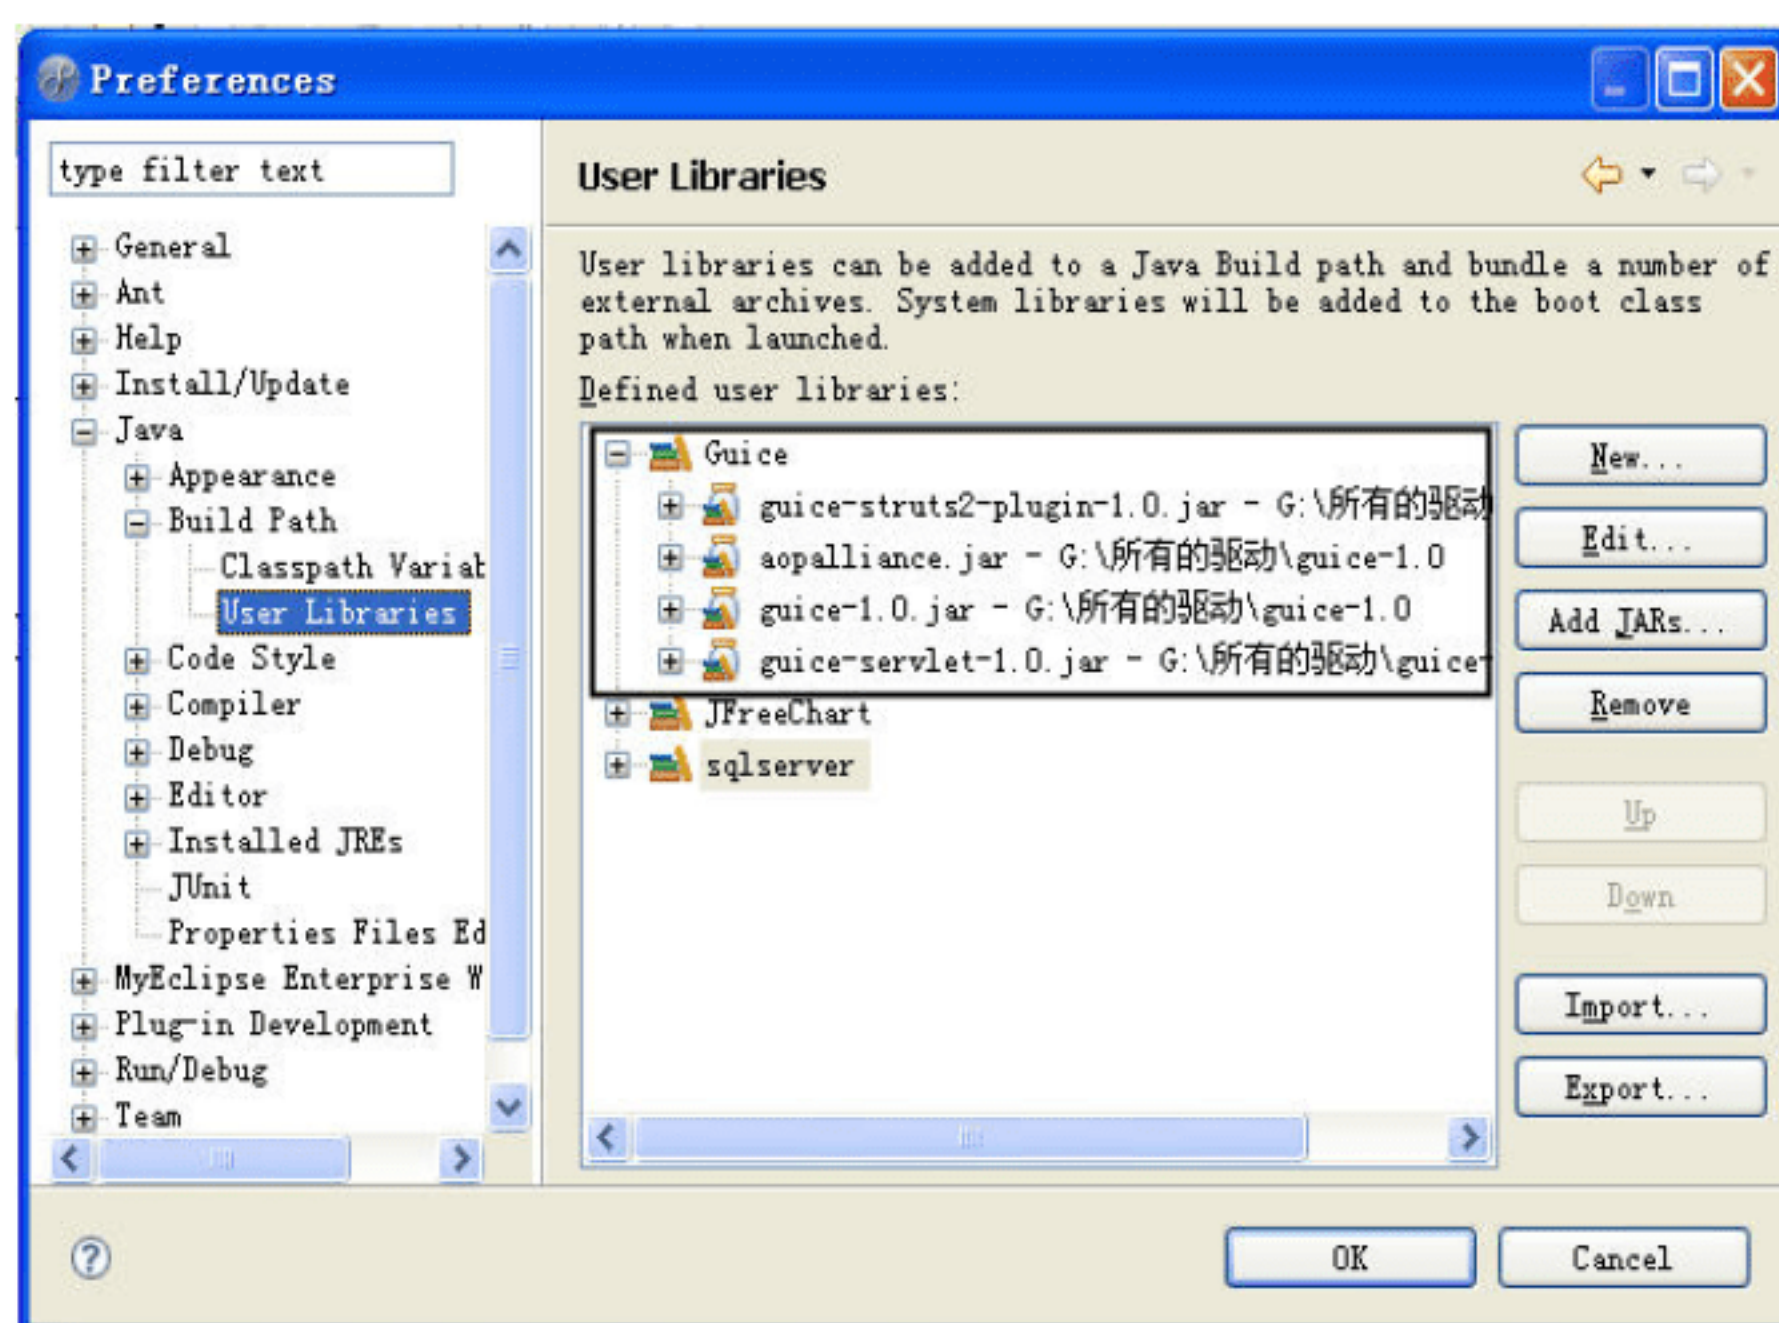 Preferences
type filter text
General
Ant
Help
Install/Update
Java
Appearance
Build Path
Classpath Variab
User Libraries
Code Style
Compiler
Debug
Editor
Installed JREs
JUnit
Properties Files Ed
MyEclipse Enterprise W
Plug-in Development
Run/Debug
Team
User Libraries
User libraries can be added to a Java Build path and bundle a number of
external archives. System libraries will be added to the boot class
path when launched.
Defined user libraries:
Guice
guice-struts2-plugin-1.0.jar - G:\所有的驱动
aopalliance.jar - G:\所有的驱动\guice-1.0
guice-1.0.jar - G:\所有的驱动\guice-1.0
guice-servlet-1.0.jar - G:\所有的驱动\guice-
JFreeChart
sqlserver
New...
Edit...
Add JARs...
Remove
Up
Down
Import...
Export...
OK
Cancel